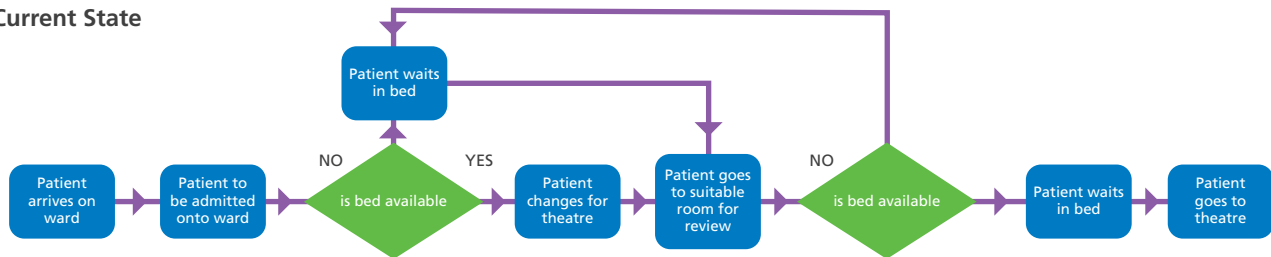 Current State
Patient waits
in bed
NO
YES
NO
Patient
arrives on
ward
Patient to
be admitted
onto ward
is bed available
Patient
changes for
theatre
Patient goes
to suitable
room for
review
is bed available
Patient waits
in bed
Patient
goes to
theatre